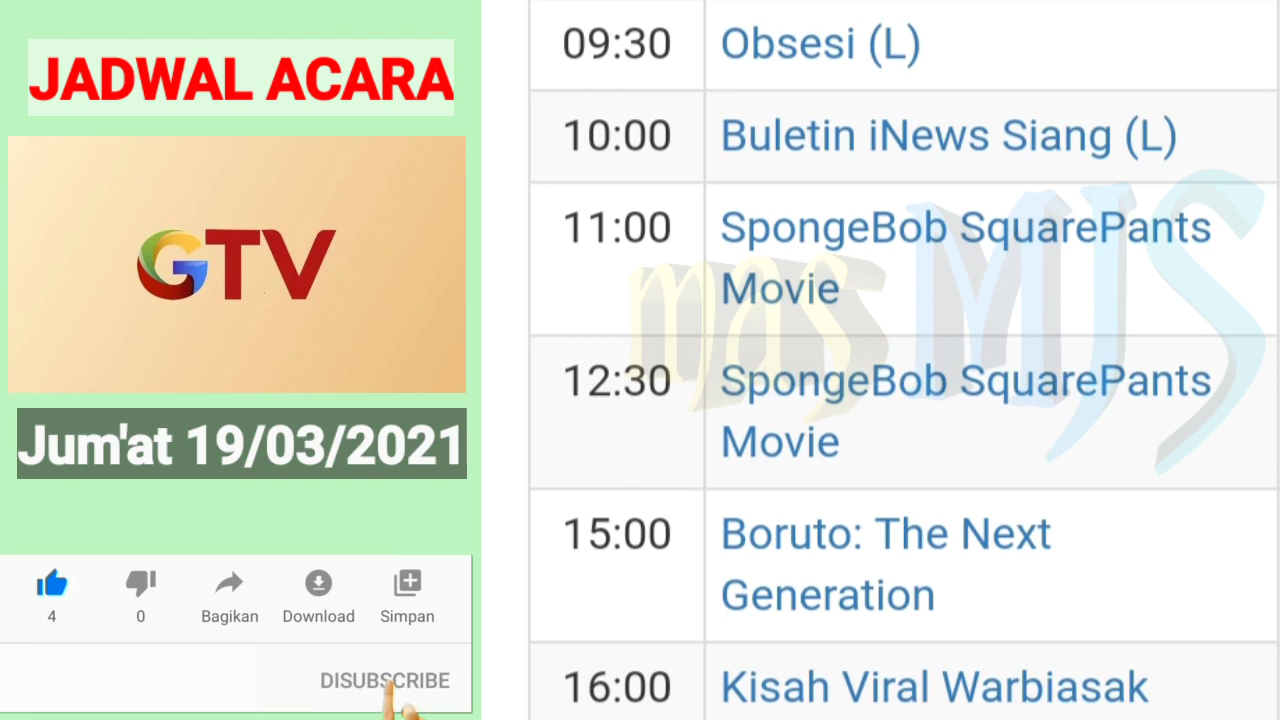 JADWAL ACARA
GTV
Jum'at 19/03/2021
4
0
Bagikan
Download
Simpan
DISUBSCRIBE
09:30 Obsesi (L)
10:00 Buletin iNews Siang (L)
11:00 SpongeBob SquarePants
Movie
12:30 SpongeBob SquarePants
Movie
15:00 Boruto: The Next
Generation
16:00 Kisah Viral Warbiasak
mas MJS